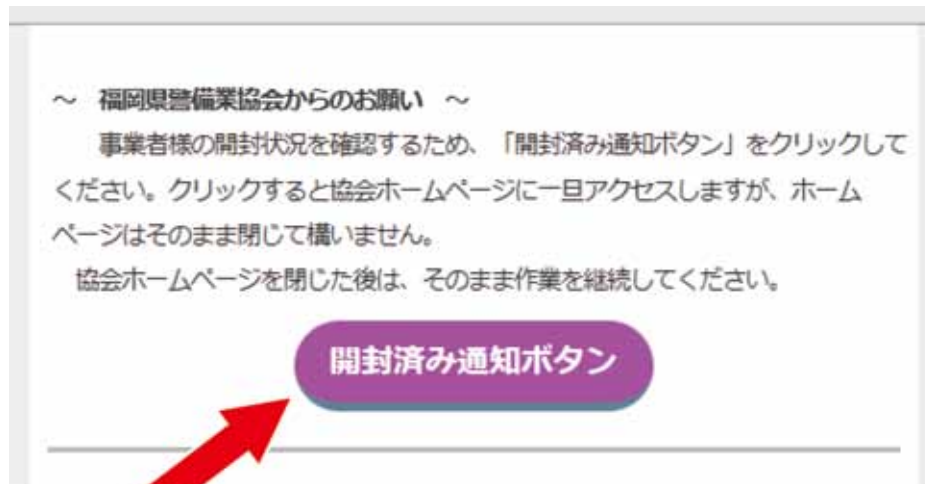 ～ 福岡県警備業協会からのお願い ～
事業者様の開封状況を確認するため、「開封済み通知ボタン」をクリックして
ください。クリックすると協会ホームページに一旦アクセスしますが、ホーム
ページはそのまま閉じて構いません。
協会ホームページを閉じた後は、そのまま作業を継続してください。
開封済み通知ボタン